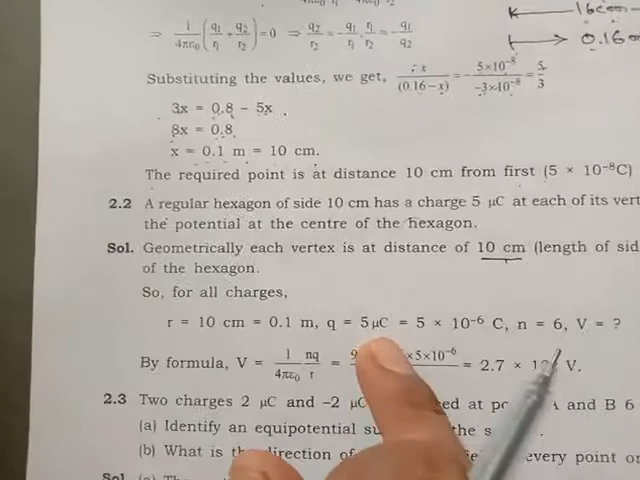 16cm
⇒ 1/4πε₀ (q₁/r₁ + q₂/r₂) = 0 ⇒ q₂/r₂ = - q₁/r₁ , r₁/r₂ = - q₁/q₂
0.16
Substituting the values, we get, x/(0.16-x) = - 5×10⁻⁸/-3×10⁻⁸ = 5/3
3x = 0.8 - 5x
8x = 0.8
x = 0.1 m = 10 cm.
The required point is at distance 10 cm from first (5 × 10⁻⁸C)
2.2 A regular hexagon of side 10 cm has a charge 5 μC at each of its
the potential at the centre of the hexagon.
Sol. Geometrically each vertex is at distance of 10 cm (length of
of the hexagon.
So, for all charges,
r = 10 cm = 0.1 m, q = 5 μC = 5 × 10⁻⁶ C, n = 6, V = ?
By formula, V = 1/4πε₀ nq/r = ×5×10⁻⁶ = 2.7 × V.
2.3 Two charges 2 μC and -2 and B 6
(a) Identify an equipotential the
(b) What is direction of every point
Sol.